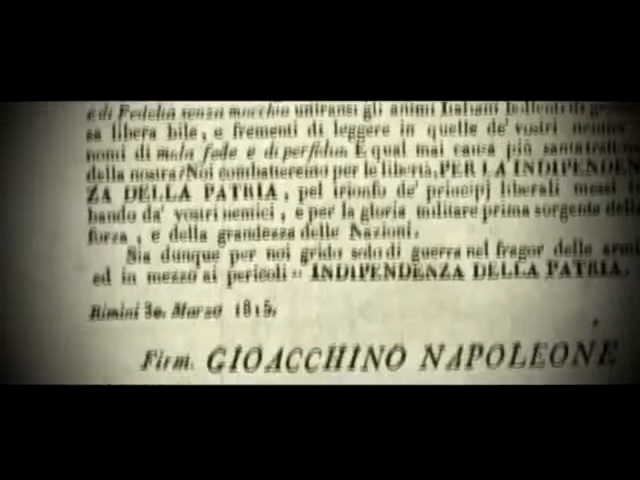 e di Fedeltà senza macchia uniransi gli animi Italiani bollenti di
sa libera bile, e frementi di leggere in quelle de' vostri
nomi di mala fede e di perfidia. E qual mai causa più
della nostra? Noi combatteremo per le libertà, PER LA INDIPENDEN
ZA DELLA PATRIA, pel trionfo de' principj liberali messi
bando da' vostri nemici, e per la gloria militare prima sorgente della
forza, e della grandezza delle Nazioni.
Sia dunque per noi grido solo di guerra nel fragor delle armi
ed in mezzo ai pericoli = INDIPENDENZA DELLA PATRIA.
Rimini 30. Marzo 1815.
Firm. GIOACCHINO NAPOLEONE